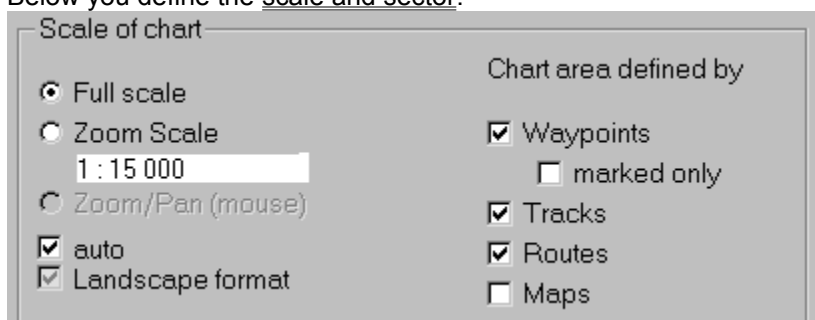 Below you define the scale and sector.
Scale of chart
Full scale
Zoom Scale
1 : 15 000
Zoom/Pan (mouse)
auto
Landscape format
Chart area defined by
Waypoints
marked only
Tracks
Routes
Maps